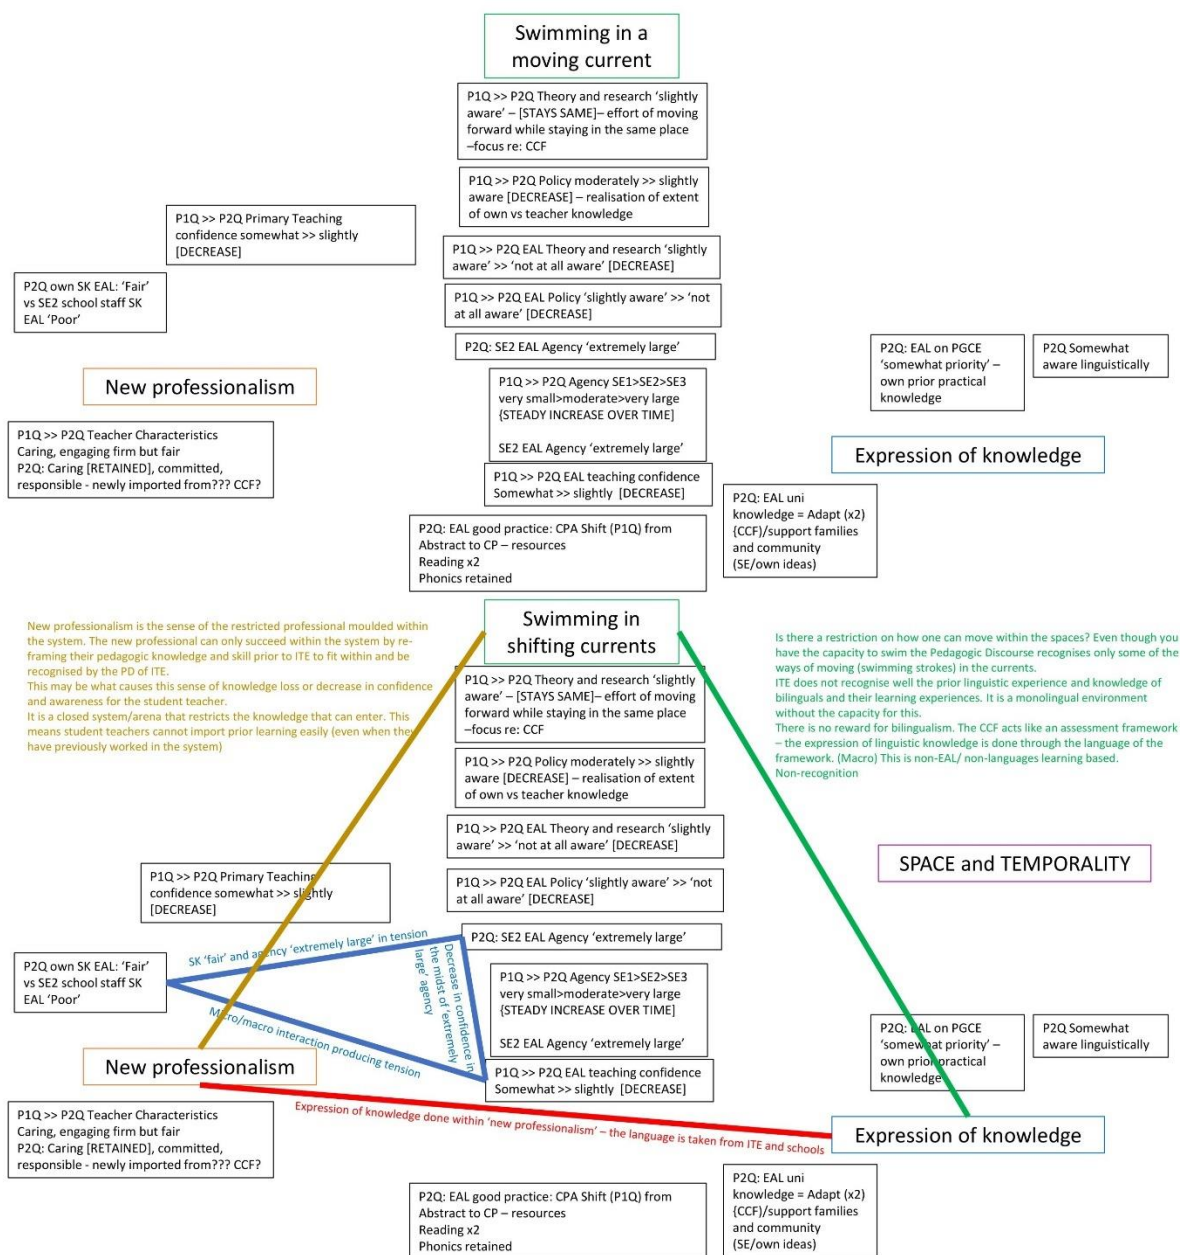 Swimming in a
moving current
P1Q >> P2Q Theory and research ‘slightly
aware’ – [STAYS SAME]– effort of moving
forward while staying in the same place
–focus re: CCF
P1Q >> P2Q Policy moderately >> slightly
aware [DECREASE] – realisation of extent
of own vs teacher knowledge
P1Q >> P2Q Primary Teaching
confidence somewhat >> slightly
[DECREASE]
P1Q >> P2Q EAL Theory and research ‘slightly
aware’ >> ‘not at all aware’ [DECREASE]
P2Q own SK EAL: ‘Fair’
vs SE2 school staff SK
EAL ‘Poor’
P1Q >> P2Q EAL Policy ‘slightly aware’ >> ‘not
at all aware’ [DECREASE]
P2Q: SE2 EAL Agency ‘extremely large’
P2Q: EAL on PGCE
‘somewhat priority’ –
own prior practical
knowledge
P2Q Somewhat
aware linguistically
New professionalism
P1Q >> P2Q Agency SE1>SE2>SE3
very small>moderate>very large
{STEADY INCREASE OVER TIME]
SE2 EAL Agency ‘extremely large’
P1Q >> P2Q Teacher Characteristics
Caring, engaging firm but fair
P2Q: Caring [RETAINED], committed,
responsible - newly imported from??? CCF?
Expression of knowledge
P1Q >> P2Q EAL teaching confidence
Somewhat >> slightly [DECREASE]
P2Q: EAL uni
knowledge = Adapt (x2)
{CCF)/support families
and community
(SE/own ideas)
P2Q: EAL good practice: CPA Shift (P1Q) from
Abstract to CP – resources
Reading x2
Phonics retained
Swimming in
shifting currents
New professionalism is the sense of the restricted professional moulded within
the system. The new professional can only succeed within the system by re-
framing their pedagogic knowledge and skill prior to ITE to fit within and be
recognised by the PD of ITE.
This may be what causes this sense of knowledge loss or decrease in confidence
and awareness for the student teacher.
It is a closed system/arena that restricts the knowledge that can enter. This
means student teachers cannot import prior learning easily (even when they
have previously worked in the system)
Is there a restriction on how one can move within the spaces? Even though you
have the capacity to swim the Pedagogic Discourse recognises only some of the
ways of moving (swimming strokes) in the currents.
ITE does not recognise well the prior linguistic experience and knowledge of
bilinguals and their learning experiences. It is a monolingual environment
without the capacity for this.
There is no reward for bilingualism. The CCF acts like an assessment framework
– the expression of linguistic knowledge is done through the language of the
framework. (Macro) This is non-EAL/ non-languages learning based.
Non-recognition
P1Q >> P2Q Theory and research ‘slightly
aware’ – [STAYS SAME]– effort of moving
forward while staying in the same place
–focus re: CCF
P1Q >> P2Q Policy moderately >> slightly
aware [DECREASE] – realisation of extent
of own vs teacher knowledge
P1Q >> P2Q EAL Theory and research ‘slightly
aware’ >> ‘not at all aware’ [DECREASE]
SPACE and TEMPORALITY
P1Q >> P2Q Primary Teaching
confidence somewhat >> slightly
[DECREASE]
P1Q >> P2Q EAL Policy ‘slightly aware’ >> ‘not
at all aware’ [DECREASE]
P2Q: SE2 EAL Agency ‘extremely large’
SK ‘fair’ and agency ‘extremely large’ in tension
Decrease in confidence in
the midst of ‘extremely
large’ agency
Micro/macro interaction producing tension
P2Q own SK EAL: ‘Fair’
vs SE2 school staff SK
EAL ‘Poor’
P1Q >> P2Q Agency SE1>SE2>SE3
very small>moderate>very large
{STEADY INCREASE OVER TIME]
SE2 EAL Agency ‘extremely large’
P2Q: EAL on PGCE
‘somewhat priority’ –
own prior practical
knowledge
P2Q Somewhat
aware linguistically
New professionalism
P1Q >> P2Q EAL teaching confidence
Somewhat >> slightly [DECREASE]
Expression of knowledge done within ‘new professionalism’ – the language is taken from ITE and schools
P1Q >> P2Q Teacher Characteristics
Caring, engaging firm but fair
P2Q: Caring [RETAINED], committed,
responsible - newly imported from??? CCF?
Expression of knowledge
P2Q: EAL uni
knowledge = Adapt (x2)
{CCF)/support families
and community
(SE/own ideas)
P2Q: EAL good practice: CPA Shift (P1Q) from
Abstract to CP – resources
Reading x2
Phonics retained